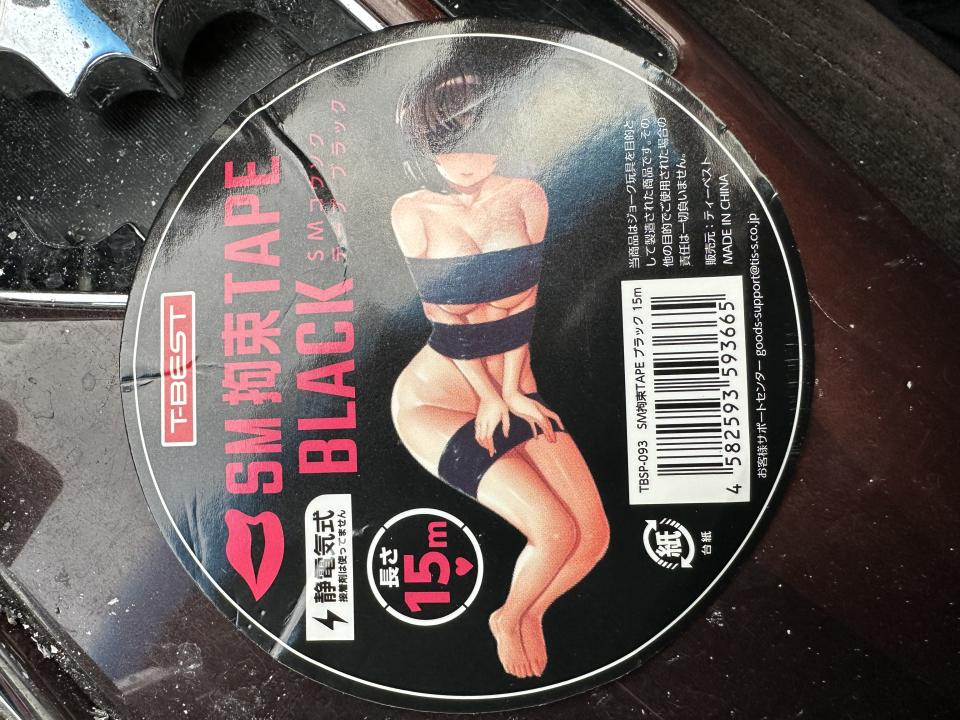 T-BEST
SM 拘束TAPE
BLACK
SMコウソク
テープ ブラック
静電気式
接着剤は使ってません
長さ
15m
当商品はジョーク玩具を目的と
して製造された商品です。その
他の目的でご使用された場合の
責任は一切負いません。
販売元：ティーベスト
MADE IN CHINA
TBSP-093 SM拘束TAPE ブラック 15m
4 582593 593665
紙
台紙
お客様サポートセンター goods-support@tis-s.co.jp